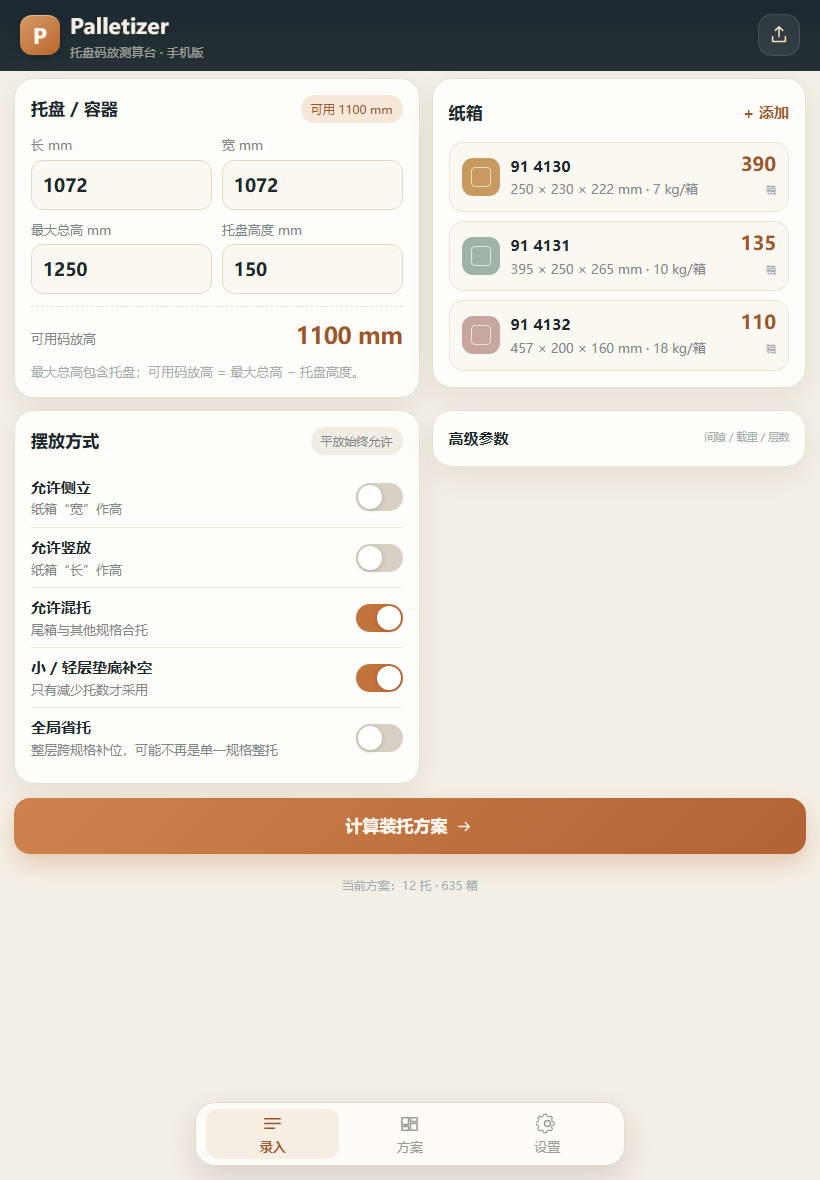 P
Palletizer
托盘码放测算台 · 手机版
托盘 / 容器
可用 1100 mm
长 mm
宽 mm
1072
1072
最大总高 mm
托盘高度 mm
1250
150
可用码放高
1100 mm
最大总高包含托盘；可用码放高 = 最大总高 − 托盘高度。
纸箱
+ 添加
91 4130
250 × 230 × 222 mm · 7 kg/箱
390
箱
91 4131
395 × 250 × 265 mm · 10 kg/箱
135
箱
91 4132
457 × 200 × 160 mm · 18 kg/箱
110
箱
摆放方式
平放始终允许
允许侧立
纸箱“宽”作高
允许竖放
纸箱“长”作高
允许混托
尾箱与其他规格合托
小 / 轻层垫底补空
只有减少托数才采用
全局省托
整层跨规格补位，可能不再是单一规格整托
高级参数
间隙 / 载重 / 层数
计算装托方案 →
当前方案：12 托 · 635 箱
录入
方案
设置